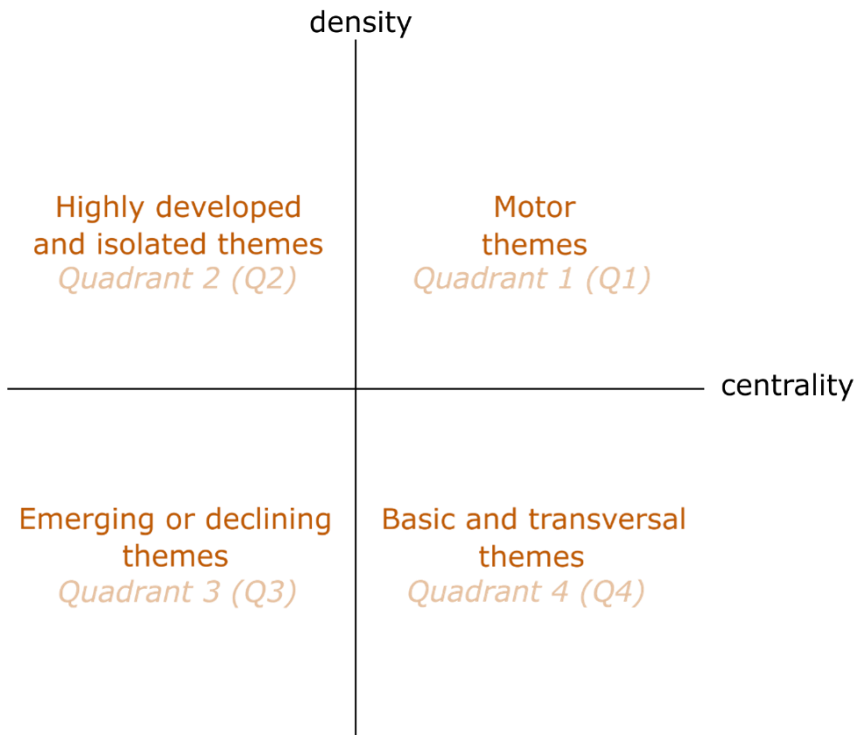 density
Highly developed
and isolated themes
Quadrant 2 (Q2)
Motor
themes
Quadrant 1 (Q1)
centrality
Emerging or declining
themes
Quadrant 3 (Q3)
Basic and transversal
themes
Quadrant 4 (Q4)